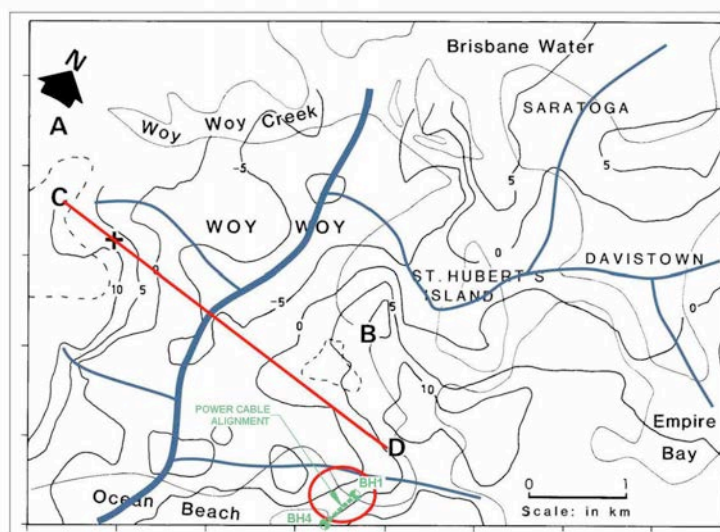 Brisbane Water
N
SARATOGA
A
Woy Woy Creek
-5
5
5
C
WOY WOY
0
10 5 0
DAVISTOWN
ST. HUBERT'S
ISLAND
-5
0
5
0
B
10
POWER CABLE
ALIGNMENT
Empire
Bay
D
BH1
0 1
Ocean Beach
BH4
Scale: in km